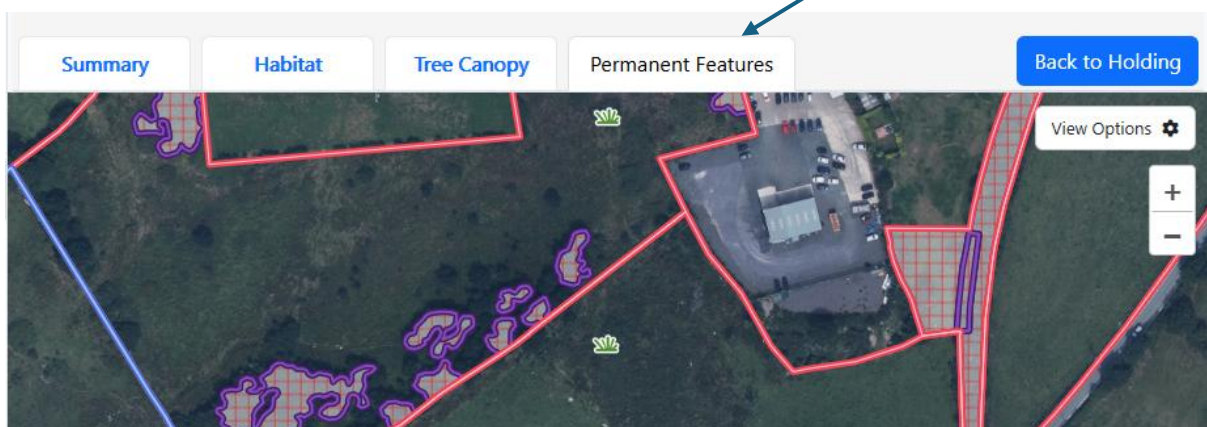 Summary
Habitat
Tree Canopy
Permanent Features
Back to Holding
View Options
+
−